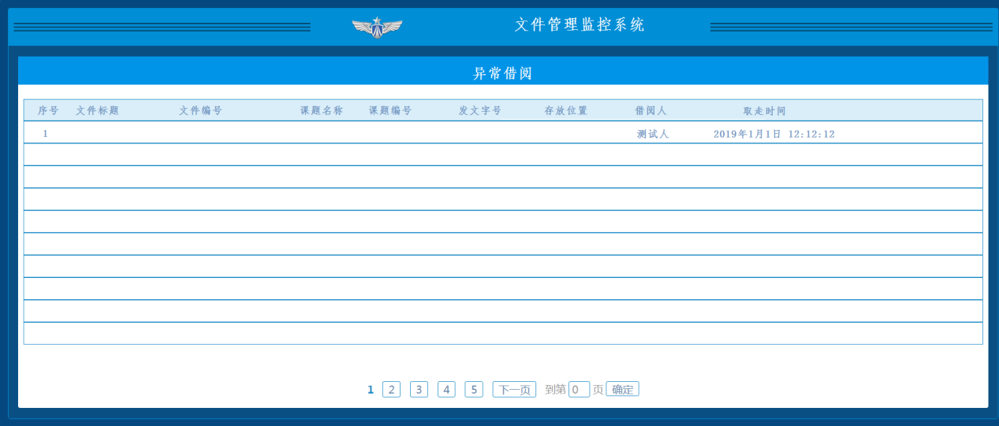 文件管理监控系统
异常借阅
序号 文件标题 文件编号 课题名称 课题编号 发文字号 存放位置 借阅人 取走时间
1 测试人 2019年1月1日 12:12:12
1 2 3 4 5 下一页 到第 0 页 确定